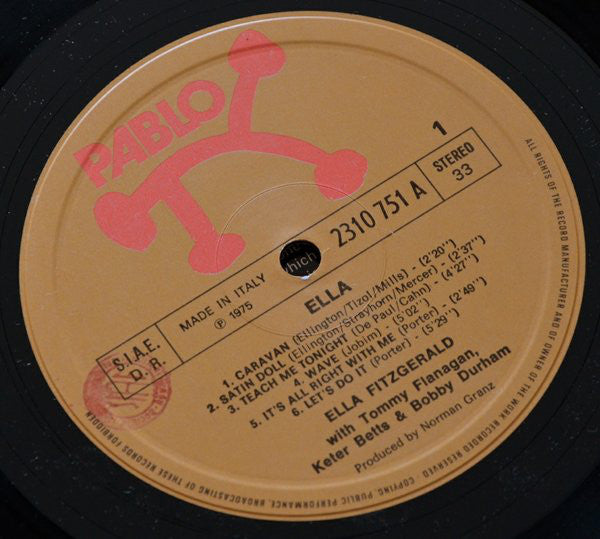 PABLO
1
S.I.A.E.
D.R.
MADE IN ITALY
℗ 1975
2310 751 A
STEREO
33
which
ELLA
1. CARAVAN (Ellington/Tizol/Mills) - (2'20")
2. SATIN DOLL (Ellington/Strayhorn/Mercer) - (2'37")
3. TEACH ME TONIGHT (De Paul/Cahn) - (4'27")
4. WAVE (Jobim) - (5'02")
5. IT'S ALL RIGHT WITH ME (Porter) - (2'49")
6. LET'S DO IT (Porter) - (5'29")
ELLA FITZGERALD
with Tommy Flanagan,
Keter Betts & Bobby Durham
Produced by Norman Granz
ALL RIGHTS OF THE RECORD MANUFACTURER AND OF OWNER OF THE WORK RECORDED RESERVED. COPYING, PUBLIC PERFORMANCE, BROADCASTING OF THESE RECORDS FORBIDDEN